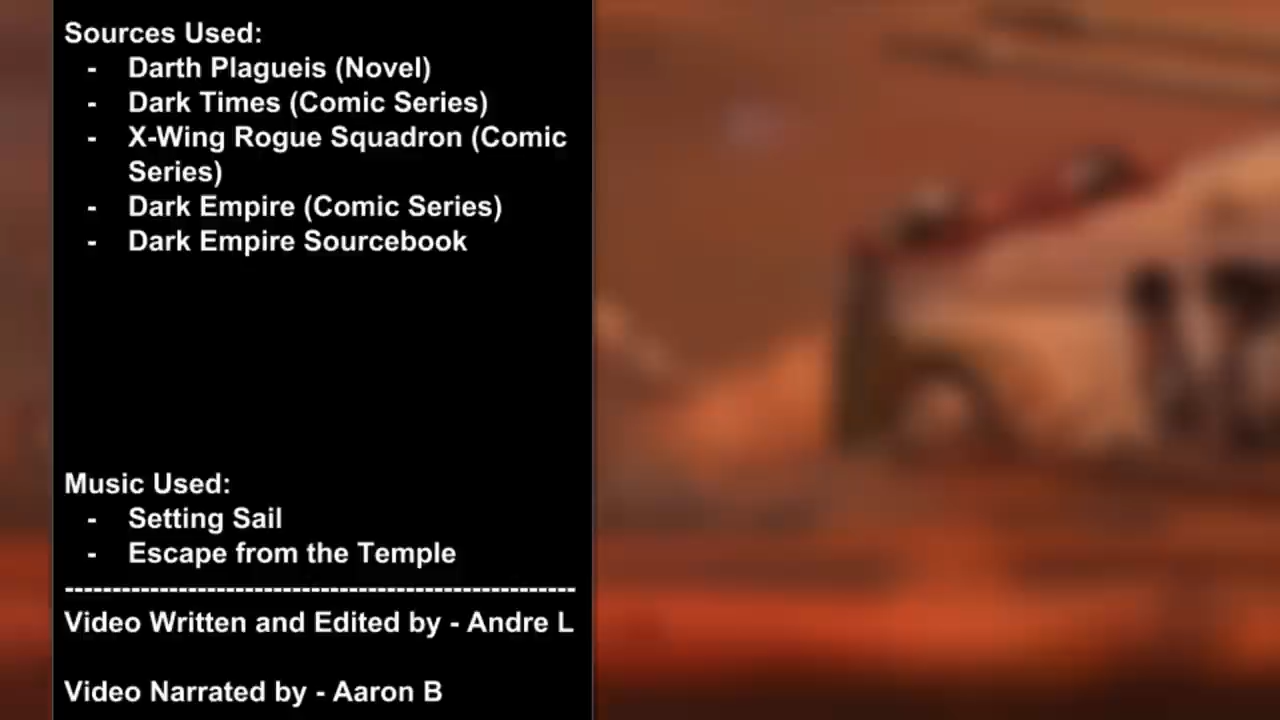 Sources Used:
- Darth Plagueis (Novel)
- Dark Times (Comic Series)
- X-Wing Rogue Squadron (Comic
Series)
- Dark Empire (Comic Series)
- Dark Empire Sourcebook
Music Used:
- Setting Sail
- Escape from the Temple
------------------------------------------------------
Video Written and Edited by - Andre L
Video Narrated by - Aaron B